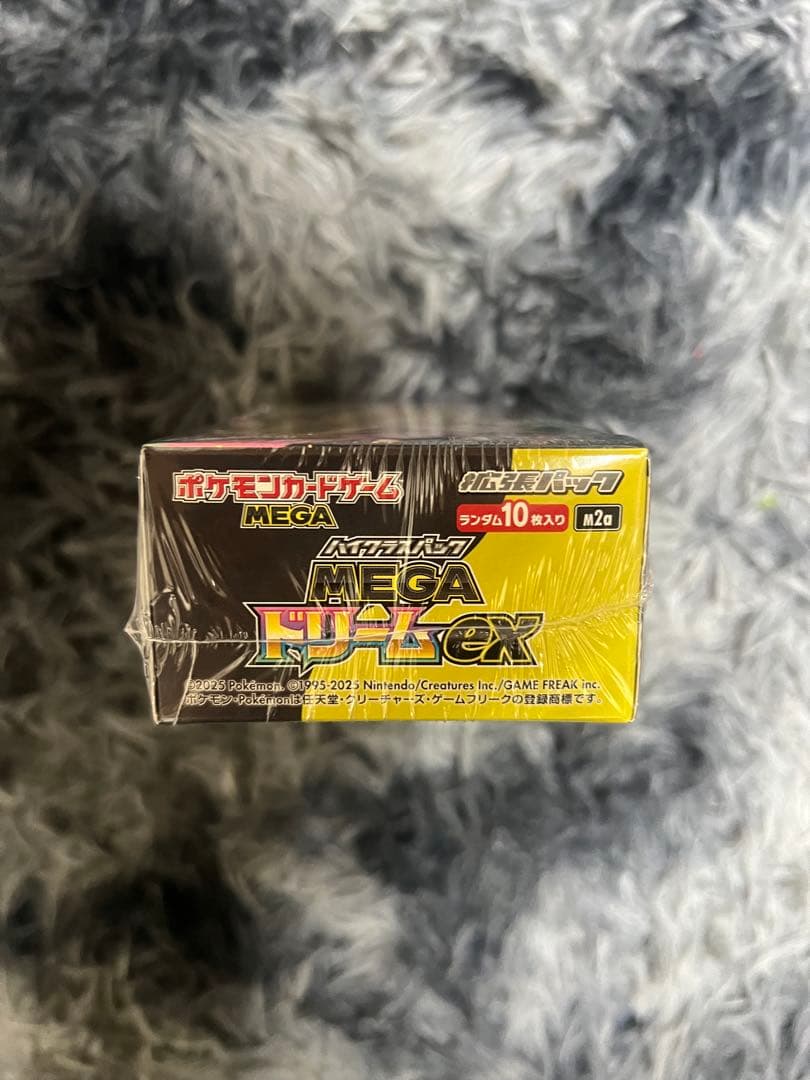 ポケモンカードゲーム
MEGA
拡張パック
ランダム10枚入り M2a
ハイクラスパック
MEGA
ドリームex
©2025 Pokémon. ©1995-2025 Nintendo/Creatures Inc./GAME FREAK inc.
ポケモン・Pokémonは任天堂・クリーチャーズ・ゲームフリークの登録商標です。